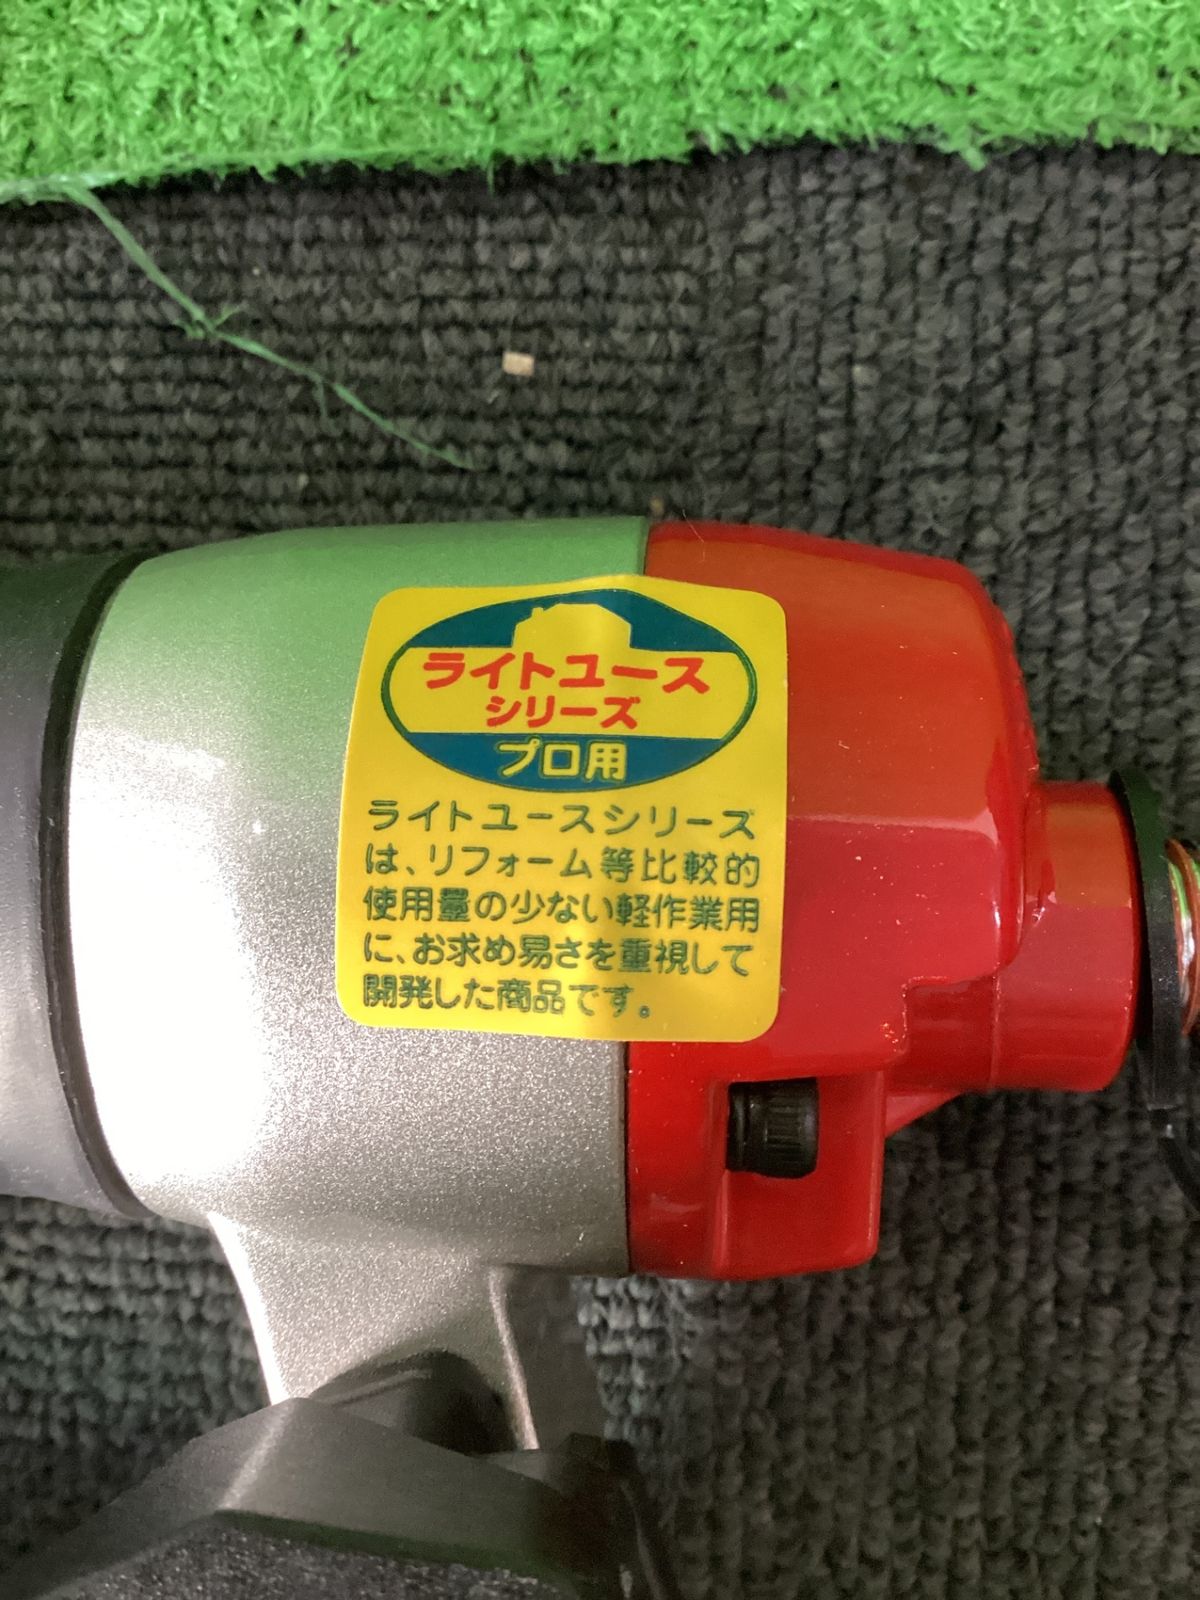 ライトユース
シリーズ
プロ用
ライトユースシリーズ
は、リフォーム等比較的
使用量の少ない軽作業用
に、お求め易さを重視して
開発した商品です。